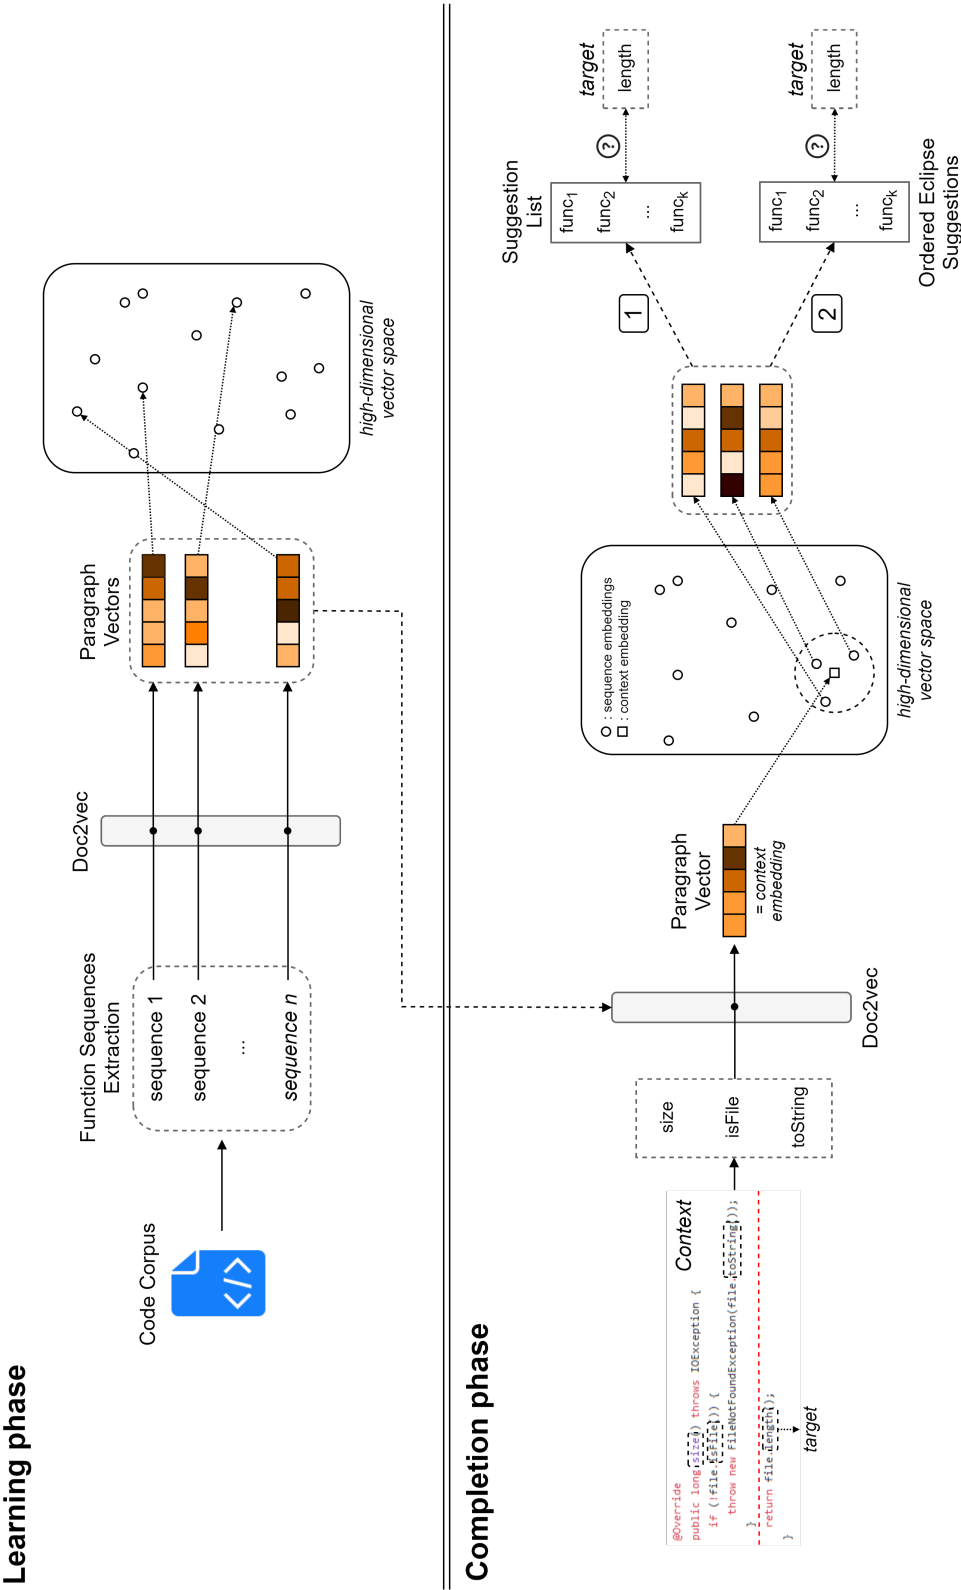 Learning phase
Code Corpus
Function Sequences
Extraction
sequence 1
sequence 2
...
sequence n
Doc2vec
Paragraph
Vectors
high-dimensional
vector space
Completion phase
@Override
public long size() throws IOException {
if (!file.isFile()) {
throw new FileNotFoundException(file.toString());
}
return file.length();
}
Context
target
size
isFile
toString
Doc2vec
Paragraph
Vector
= context
embedding
: sequence embeddings
: context embedding
high-dimensional
vector space
1
2
Suggestion
List
func1
func2
...
funck
?
target
length
func1
func2
...
funck
Ordered Eclipse
Suggestions
?
target
length